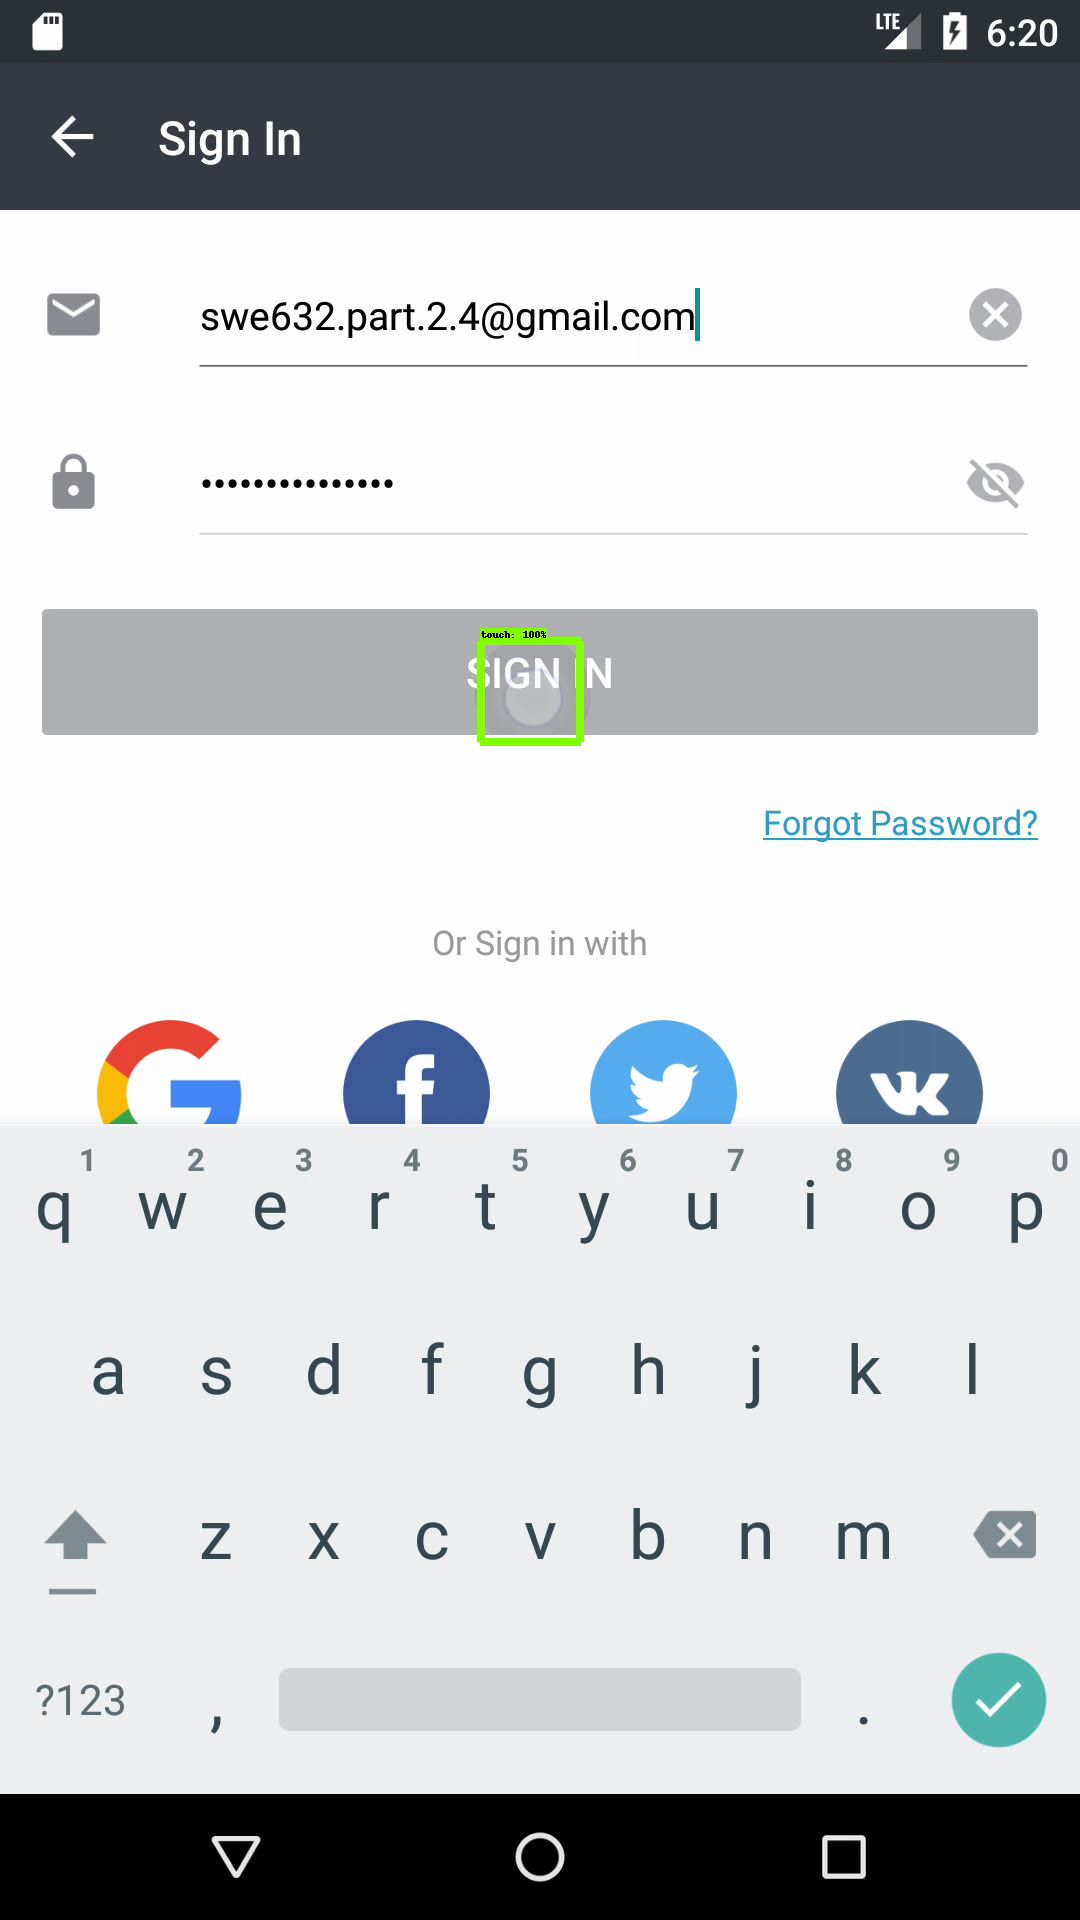 LTE 6:20
Sign In
swe632.part.2.4@gmail.com
•••••••••••••••
touch: 100%
SIGN IN
Forgot Password?
Or Sign in with
1 2 3 4 5 6 7 8 9 0
q w e r t y u i o p
a s d f g h j k l
z x c v b n m
?123 , .